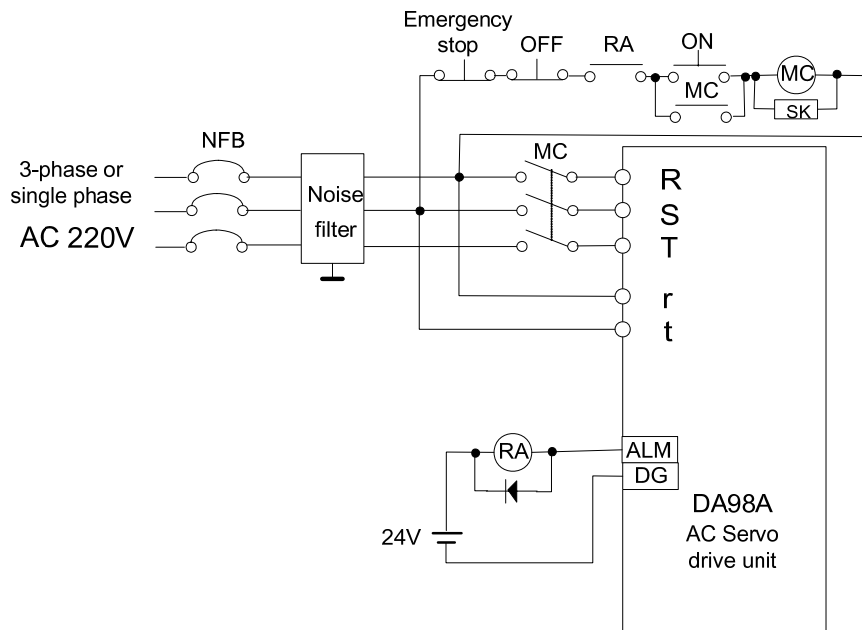 Emergency
stop
OFF
RA
ON
MC
MC
SK
NFB
3-phase or
single phase
AC 220V
Noise
filter
MC
R
S
T
r
t
RA
ALM
DG
24V
DA98A
AC Servo
drive unit